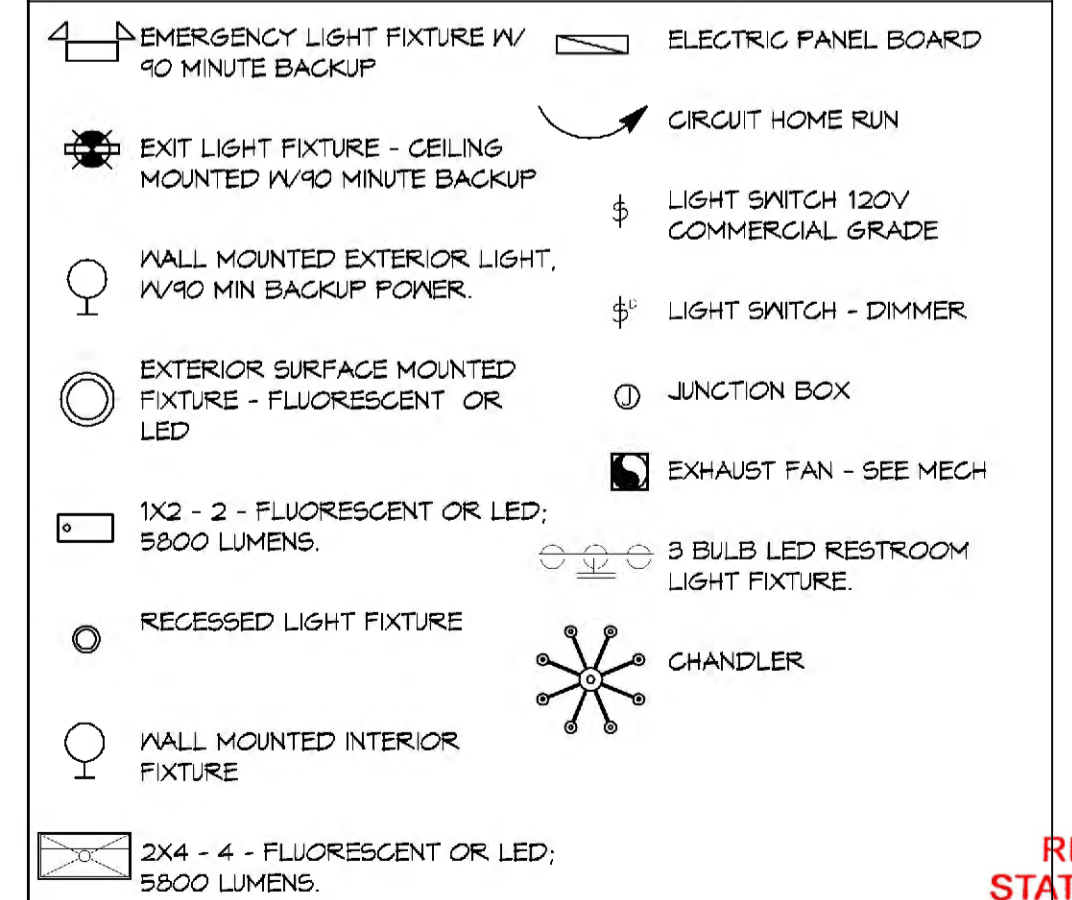 EMERGENCY LIGHT FIXTURE W/
90 MINUTE BACKUP
EXIT LIGHT FIXTURE - CEILING
MOUNTED W/90 MINUTE BACKUP
WALL MOUNTED EXTERIOR LIGHT,
W/90 MIN BACKUP POWER.
EXTERIOR SURFACE MOUNTED
FIXTURE - FLUORESCENT OR
LED
1X2 - 2 - FLUORESCENT OR LED;
5800 LUMENS.
RECESSED LIGHT FIXTURE
WALL MOUNTED INTERIOR
FIXTURE
2X4 - 4 - FLUORESCENT OR LED;
5800 LUMENS.
ELECTRIC PANEL BOARD
CIRCUIT HOME RUN
$
LIGHT SWITCH 120V
COMMERCIAL GRADE
$D
LIGHT SWITCH - DIMMER
J
JUNCTION BOX
EXHAUST FAN - SEE MECH
3 BULB LED RESTROOM
LIGHT FIXTURE.
CHANDLER